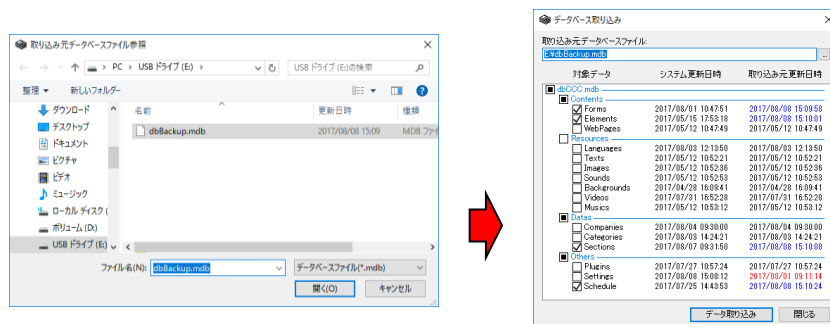 取り込み元データベースファイル参照
PC > USB ドライブ (E:) >
USB ドライブ (E:)の検索
整理
新しいフォルダー
ダウンロード
デスクトップ
ドキュメント
ピクチャ
ビデオ
ミュージック
ローカル ディスク (
ボリューム (D:)
USB ドライブ (E:)
名前 更新日時 種類
dbBackup.mdb 2017/08/08 15:09 MDB ファイ
ファイル名(N): dbBackup.mdb
データベースファイル(*.mdb)
開く(O) キャンセル
データベース取り込み
取り込み元データベースファイル:
E:¥dbBackup.mdb
...
対象データ システム更新日時 取り込み元更新日時
dbCCC.mdb
Contents
Forms 2017/08/01 10:47:51 2017/08/08 15:09:58
Elements 2017/05/15 17:53:18 2017/08/08 15:10:01
WebPages 2017/05/12 10:47:49 2017/05/12 10:47:49
Resources
Languages 2017/08/03 12:13:50 2017/08/03 12:13:50
Texts 2017/05/12 10:52:21 2017/05/12 10:52:21
Images 2017/05/12 10:52:36 2017/05/12 10:52:36
Sounds 2017/05/12 10:52:53 2017/05/12 10:52:53
Backgrounds 2017/04/28 16:09:41 2017/04/28 16:09:41
Videos 2017/07/31 16:52:28 2017/07/31 16:52:28
Musics 2017/05/12 10:53:12 2017/05/12 10:53:12
Datas
Companies 2017/08/04 09:30:00 2017/08/04 09:30:00
Categories 2017/08/03 14:24:21 2017/08/03 14:24:21
Sections 2017/08/07 09:31:50 2017/08/08 15:10:08
Others
Plugins 2017/07/27 10:57:24 2017/07/27 10:57:24
Settings 2017/08/08 15:08:12 2017/08/01 09:11:14
Schedule 2017/07/25 14:43:53 2017/08/08 15:10:24
データ取り込み 閉じる